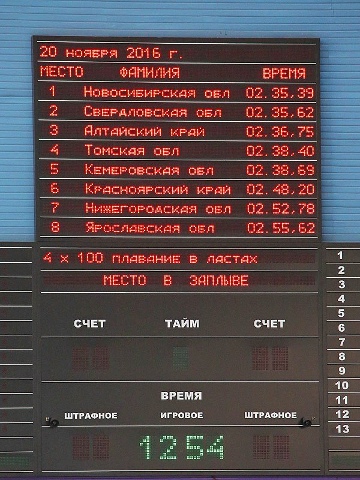 20 ноября 2016 г.
МЕСТО ФАМИЛИЯ ВРЕМЯ
1 Новосибирская обл 02.35,39
2 Свераловская обл 02.35,62
3 Алтайский край 02.36,75
4 Томская обл 02.38,40
5 Кемеровская обл 02.38,69
6 Красноярский край 02.48,20
7 Нижегородская обл 02.52,78
8 Ярославская обл 02.55,62
4 х 100 плавание в ластах
МЕСТО В ЗАПЛЫВЕ
СЧЕТ ТАЙМ СЧЕТ
ВРЕМЯ
ШТРАФНОЕ ИГРОВОЕ ШТРАФНОЕ
12 54
1
2
3
4
5
6
7
8
9
10
11
12
13